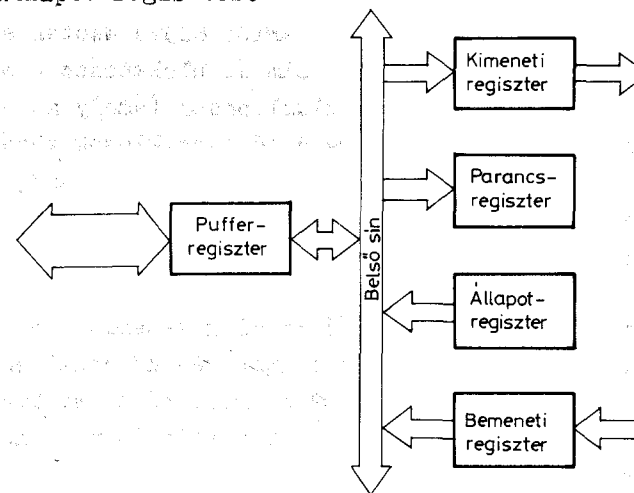 Kimeneti
regiszter
Parancs-
regiszter
Puffer-
regiszter
Belső sín
Állapot-
regiszter
Bemeneti
regiszter